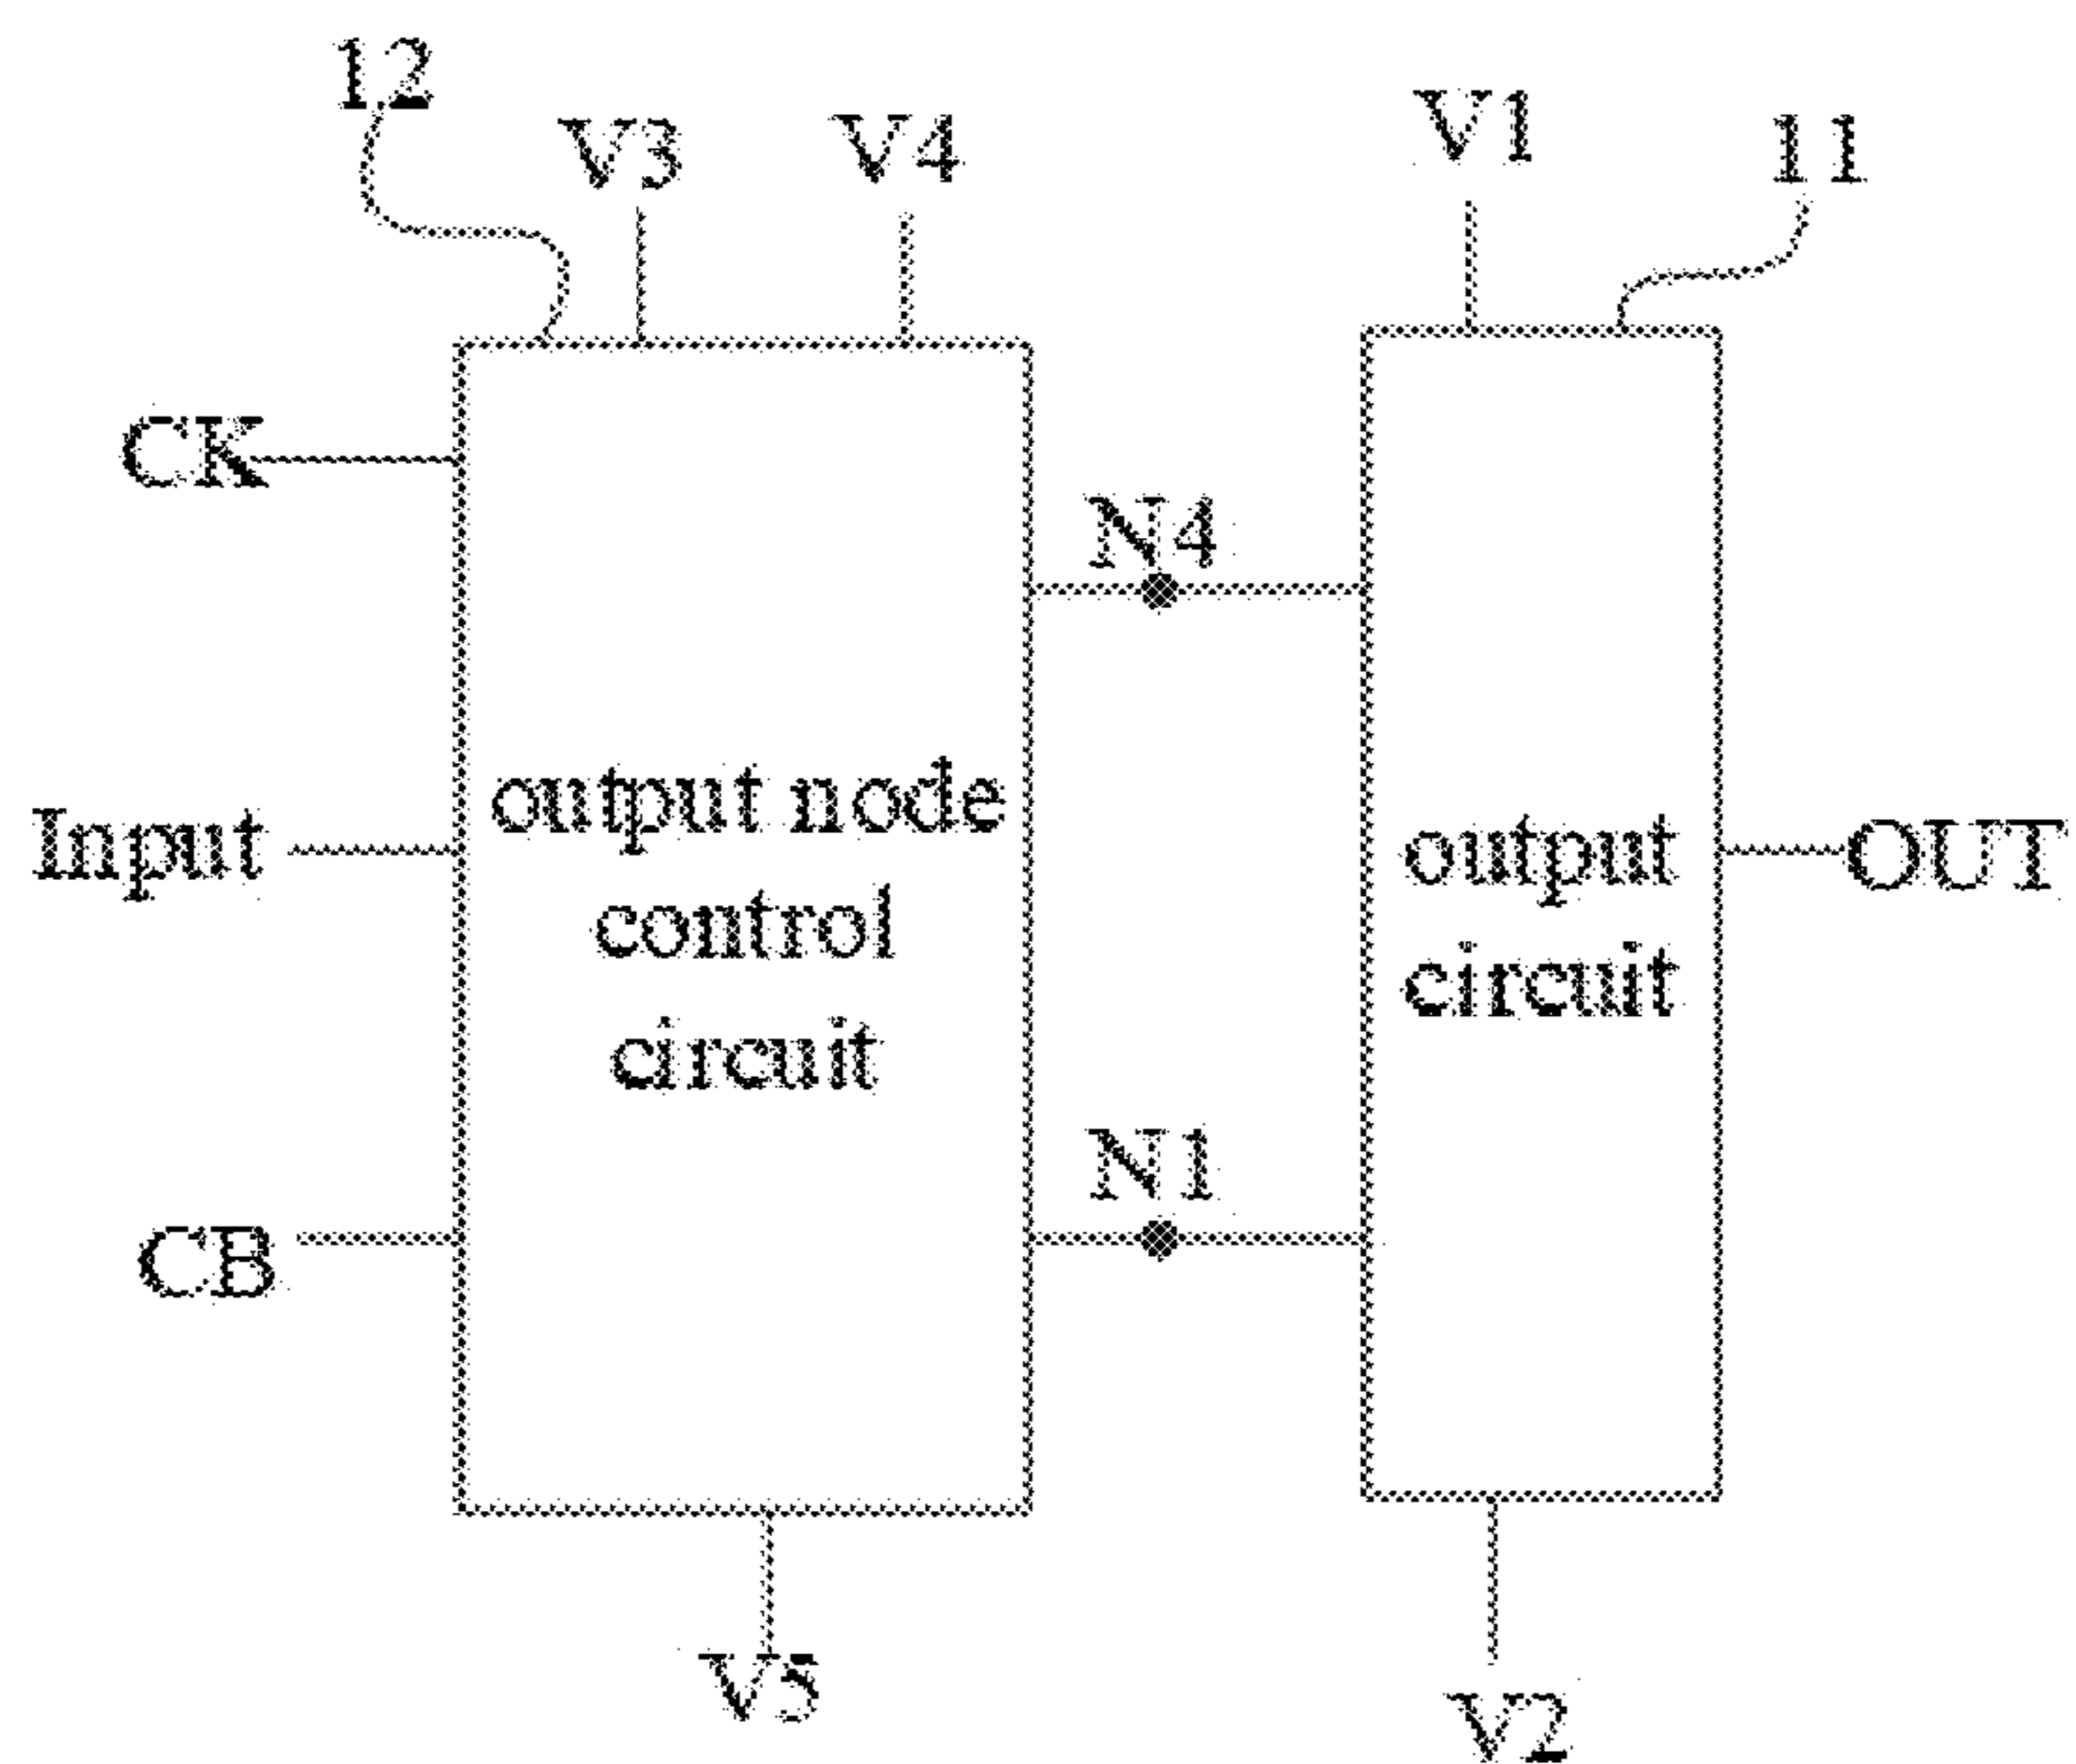 12
V3
V4
V1
11
CK
N4
Input
output node
control
circuit
output
circuit
OUT
N1
CB
V5
V2